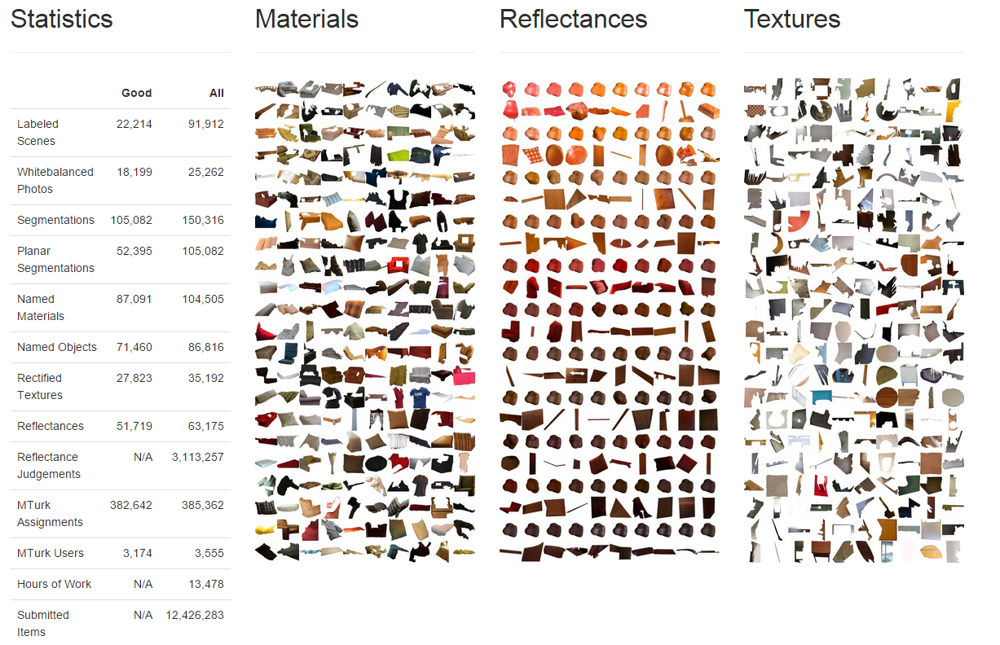 Statistics
Materials
Reflectances
Textures
Good All
Labeled 22,214 91,912
Scenes
Whitebalanced 18,199 25,262
Photos
Segmentations 105,082 150,316
Planar 52,395 105,082
Segmentations
Named 87,091 104,505
Materials
Named Objects 71,460 86,816
Rectified 27,823 35,192
Textures
Reflectances 51,719 63,175
Reflectance N/A 3,113,257
Judgements
MTurk 382,642 385,362
Assignments
MTurk Users 3,174 3,555
Hours of Work N/A 13,478
Submitted N/A 12,426,283
Items